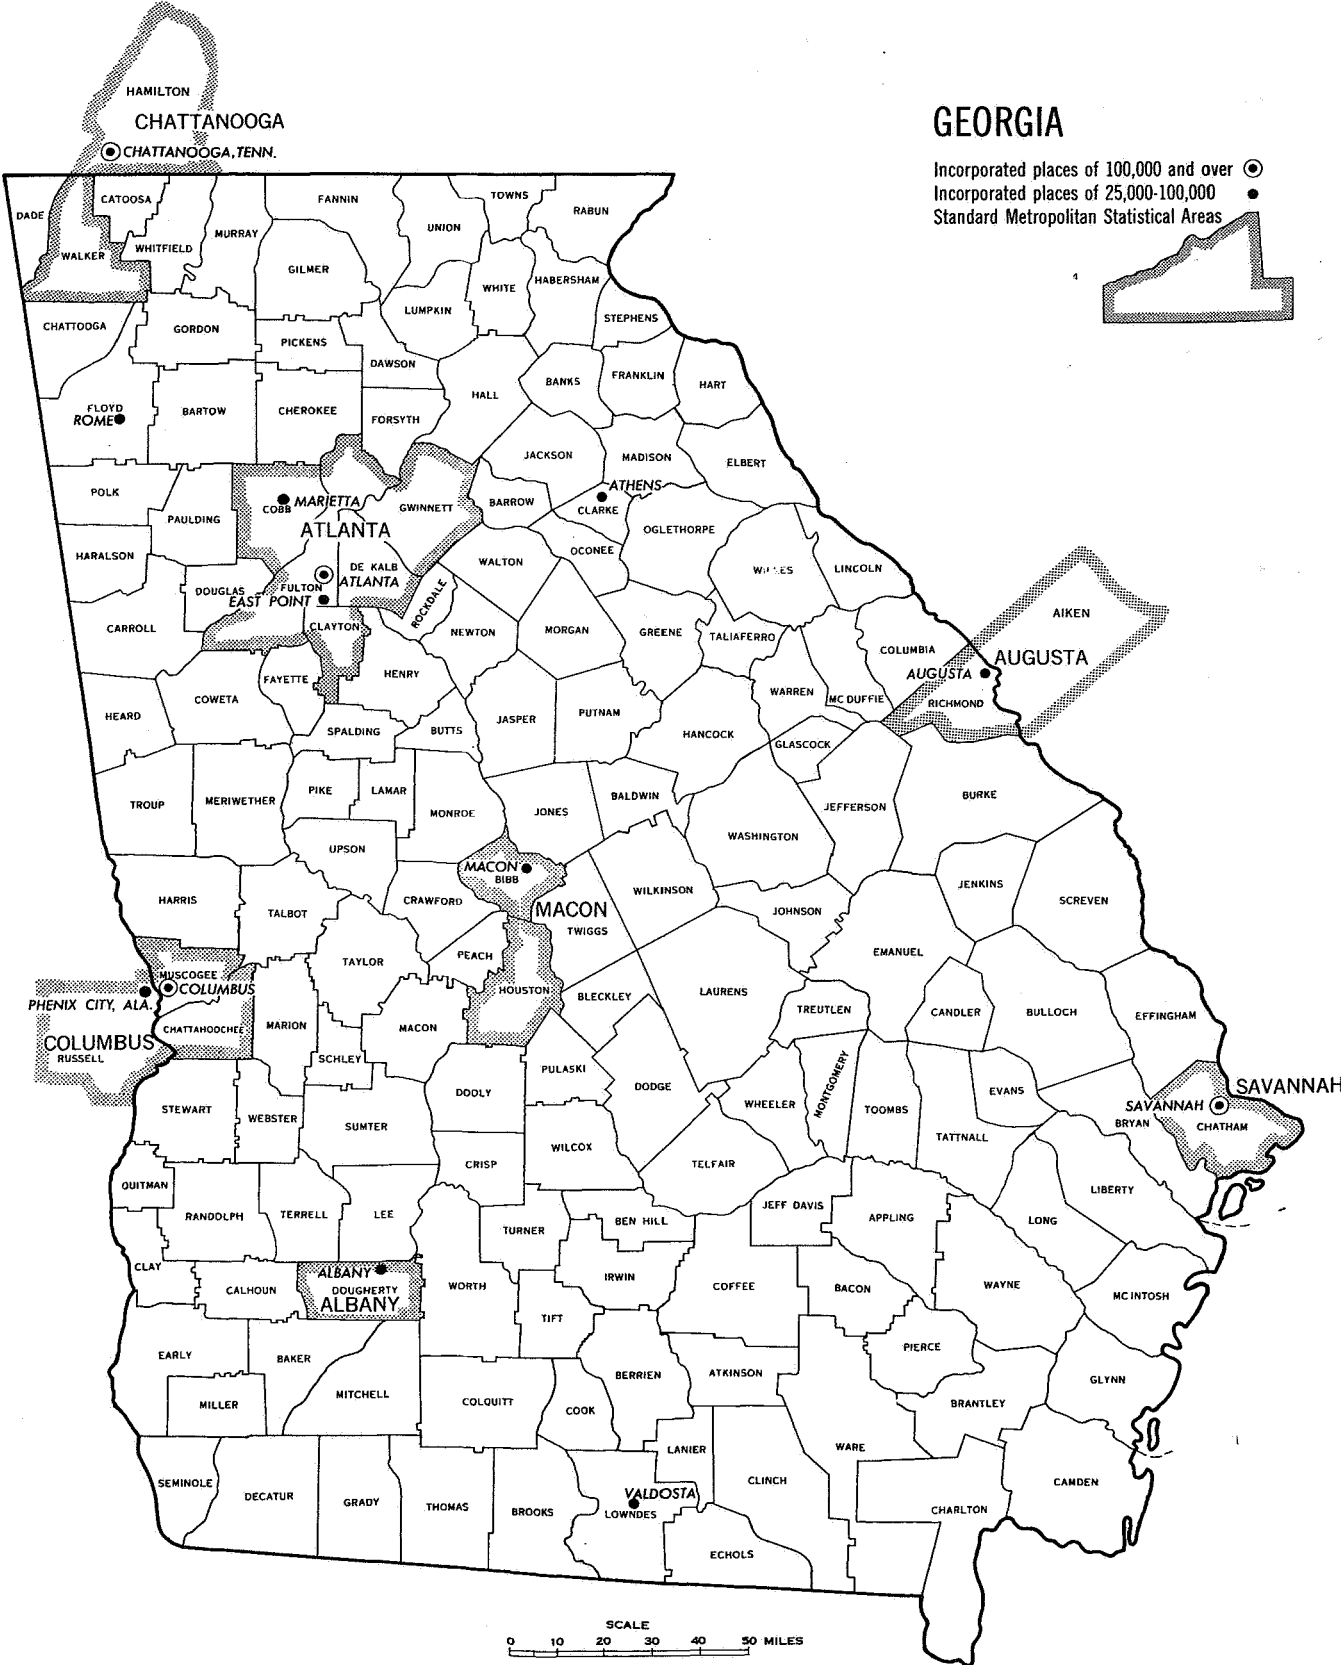 HAMILTON
CHATTANOOGA
CHATTANOOGA, TENN.
GEORGIA
Incorporated places of 100,000 and over
Incorporated places of 25,000-100,000
Standard Metropolitan Statistical Areas
DADE
CATOOSA
WALKER
WHITFIELD
MURRAY
FANNIN
GILMER
UNION
TOWNS
RABUN
WHITE
HABERSHAM
LUMPKIN
STEPHENS
CHATTOOGA
GORDON
PICKENS
DAWSON
HALL
BANKS
FRANKLIN
HART
FLOYD
ROME
BARTOW
CHEROKEE
FORSYTH
JACKSON
MADISON
ELBERT
POLK
PAULDING
COBB
MARIETTA
ATLANTA
GWINNETT
BARROW
ATHENS
CLARKE
OGLETHORPE
HARALSON
DOUGLAS
FULTON
DE KALB
ATLANTA
EAST POINT
ROCKDALE
WALTON
OCONEE
LINCOLN
CARROLL
CLAYTON
NEWTON
MORGAN
GREENE
TALIAFERRO
COLUMBIA
AIKEN
AUGUSTA
AUGUSTA
RICHMOND
HEARD
COWETA
FAYETTE
HENRY
SPALDING
BUTTS
JASPER
PUTNAM
HANCOCK
WARREN
MC DUFFIE
GLASCOCK
TROUP
MERIWETHER
PIKE
LAMAR
MONROE
JONES
BALDWIN
WASHINGTON
JEFFERSON
BURKE
UPSON
MACON
BIBB
MACON
TWIGGS
WILKINSON
JOHNSON
JENKINS
SCREVEN
HARRIS
TALBOT
CRAWFORD
TAYLOR
PEACH
HOUSTON
BLECKLEY
LAURENS
EMANUEL
MUSCOGEE
COLUMBUS
PHENIX CITY, ALA.
COLUMBUS
RUSSELL
CHATTAHOOCHEE
MARION
SCHLEY
MACON
TREUTLEN
CANDLER
BULLOCH
EFFINGHAM
STEWART
WEBSTER
SUMTER
DOOLY
PULASKI
DODGE
WHEELER
MONTGOMERY
TOOMBS
EVANS
TATTNALL
BRYAN
SAVANNAH
SAVANNAH
CHATHAM
QUITMAN
RANDOLPH
TERRELL
LEE
CRISP
WILCOX
TELFAIR
JEFF DAVIS
APPLING
LONG
LIBERTY
CLAY
CALHOUN
ALBANY
DOUGHERTY
ALBANY
WORTH
TURNER
BEN HILL
IRWIN
TIFT
COFFEE
BACON
WAYNE
MC INTOSH
EARLY
MILLER
BAKER
MITCHELL
COLQUITT
COOK
BERRIEN
ATKINSON
PIERCE
BRANTLEY
GLYNN
SEMINOLE
DECATUR
GRADY
THOMAS
BROOKS
VALDOSTA
LOWNDES
LANIER
CLINCH
ECHOLS
WARE
CHARLTON
CAMDEN
SCALE
0 10 20 30 40 50 MILES